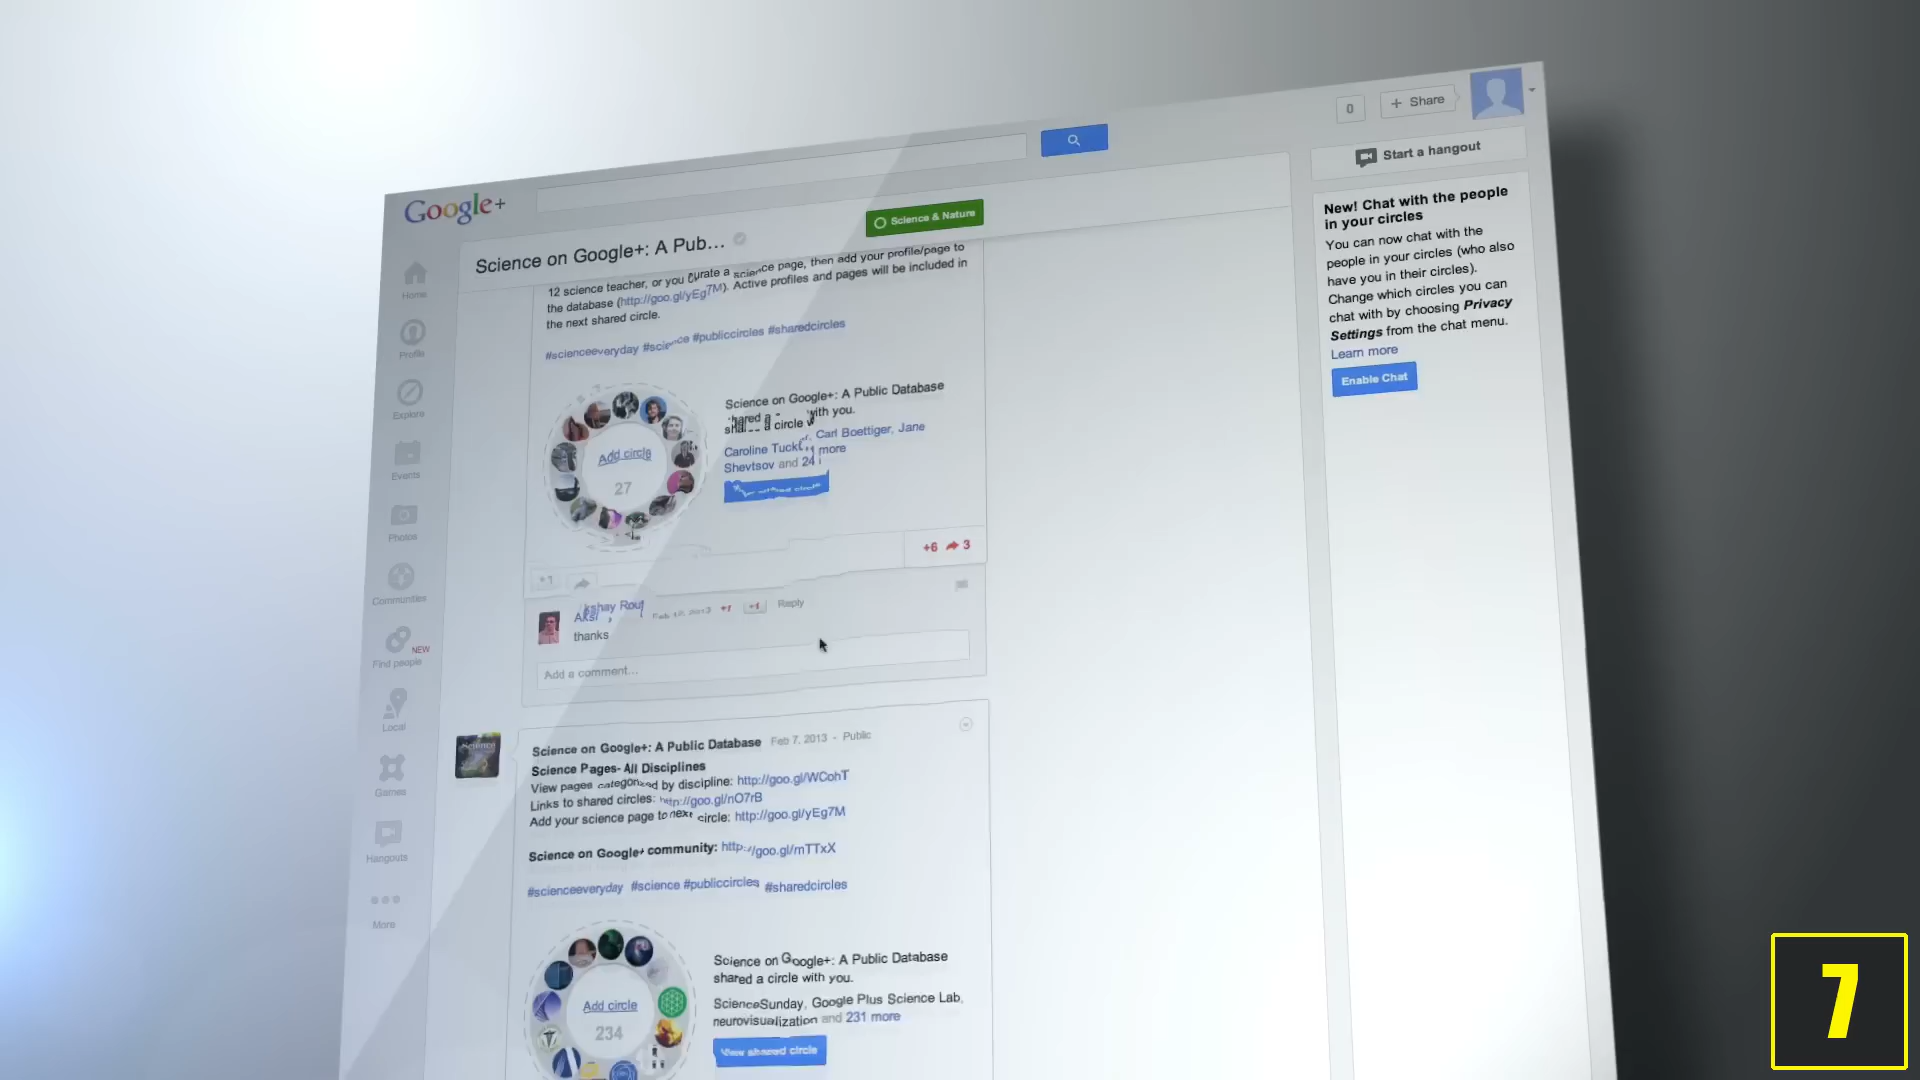 0
+ Share
Google+
Start a hangout
Science & Nature
Science on Google+: A Pub...
New! Chat with the people
in your circles
You can now chat with the
people in your circles (who also
have you in their circles).
Change which circles you can
chat with by choosing Privacy
Settings from the chat menu.
Learn more
Enable Chat
Home
Profile
Explore
Events
Photos
Communities
Find people NEW
Local
Games
Hangouts
More
12 science teacher, or you curate a science page, then add your profile/page to
the database (http://goo.gl/yEg7M). Active profiles and pages will be included in
the next shared circle.
#scienceeveryday #science #publiccircles #sharedcircles
Add circle
27
Science on Google+: A Public Database
shared a circle with you.
Caroline Tucker, Carl Boettiger, Jane
Shevtsov and 24 more
+6 3
+1
Feb 2013 +1 +1 Reply
thanks
Add a comment...
Science
Science on Google+: A Public Database Feb 7, 2013 - Public
Science Pages- All Disciplines
View pages categorized by discipline: http://goo.gl/WCohT
Links to shared circles: http://goo.gl/nO7rB
Add your science page to next circle: http://goo.gl/yEg7M
Science on Google+ community: http://goo.gl/mTTxX
#scienceeveryday #science #publiccircles #sharedcircles
Add circle
234
Science on Google+: A Public Database
shared a circle with you.
ScienceSunday, Google Plus Science Lab,
neurovisualization and 231 more
View shared circle
7